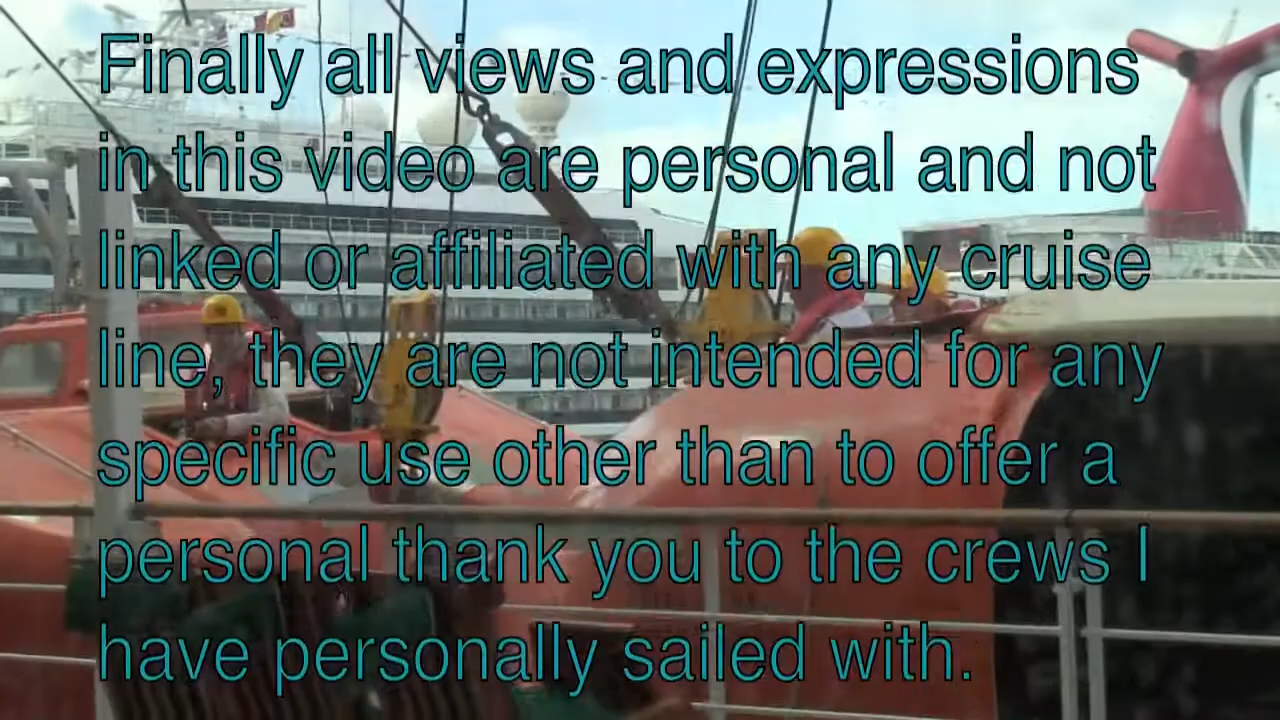 Finally all views and expressions
in this video are personal and not
linked or affiliated with any cruise
line, they are not intended for any
specific use other than to offer a
personal thank you to the crews I
have personally sailed with.